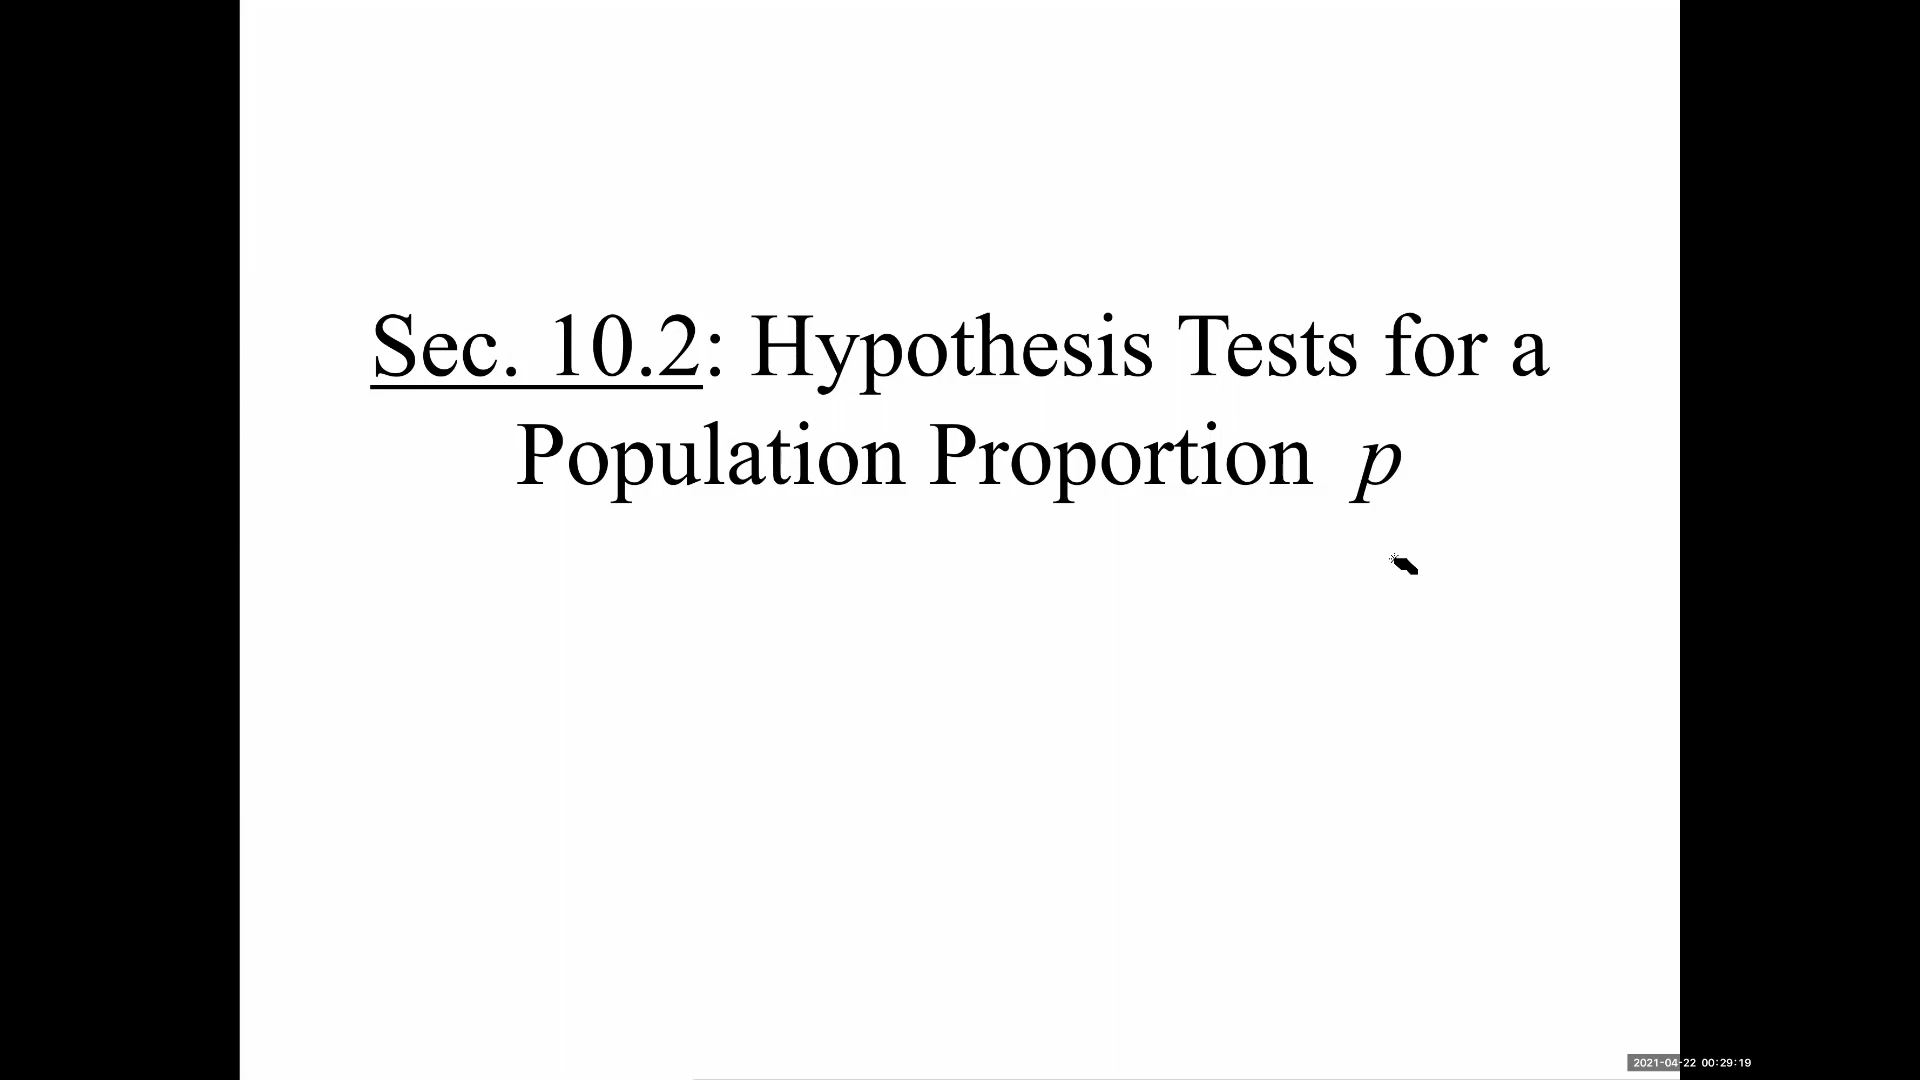 Sec. 10.2: Hypothesis Tests for a
Population Proportion p
2021-04-22 00:29:19